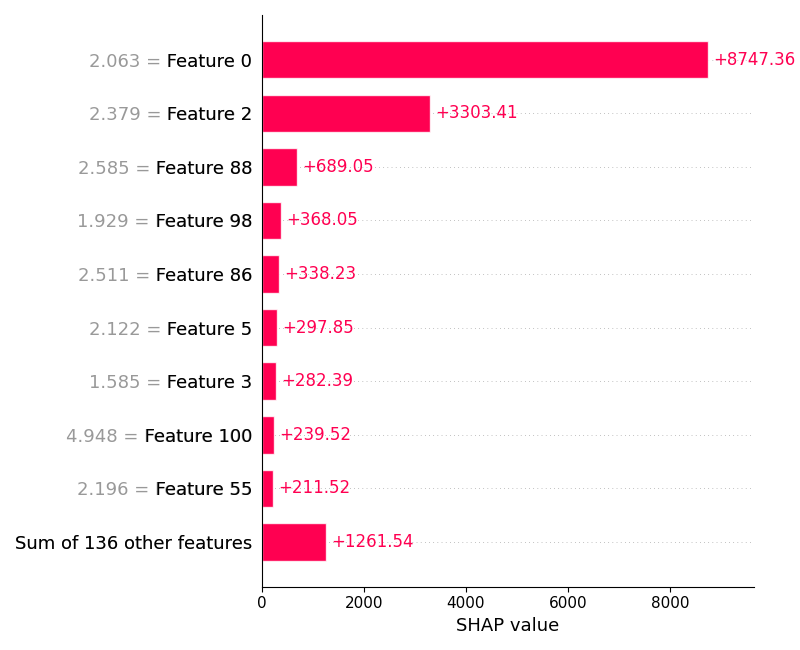 2.063 = Feature 0 +8747.36
2.379 = Feature 2 +3303.41
2.585 = Feature 88 +689.05
1.929 = Feature 98 +368.05
2.511 = Feature 86 +338.23
2.122 = Feature 5 +297.85
1.585 = Feature 3 +282.39
4.948 = Feature 100 +239.52
2.196 = Feature 55 +211.52
Sum of 136 other features +1261.54
0 2000 4000 6000 8000
SHAP value